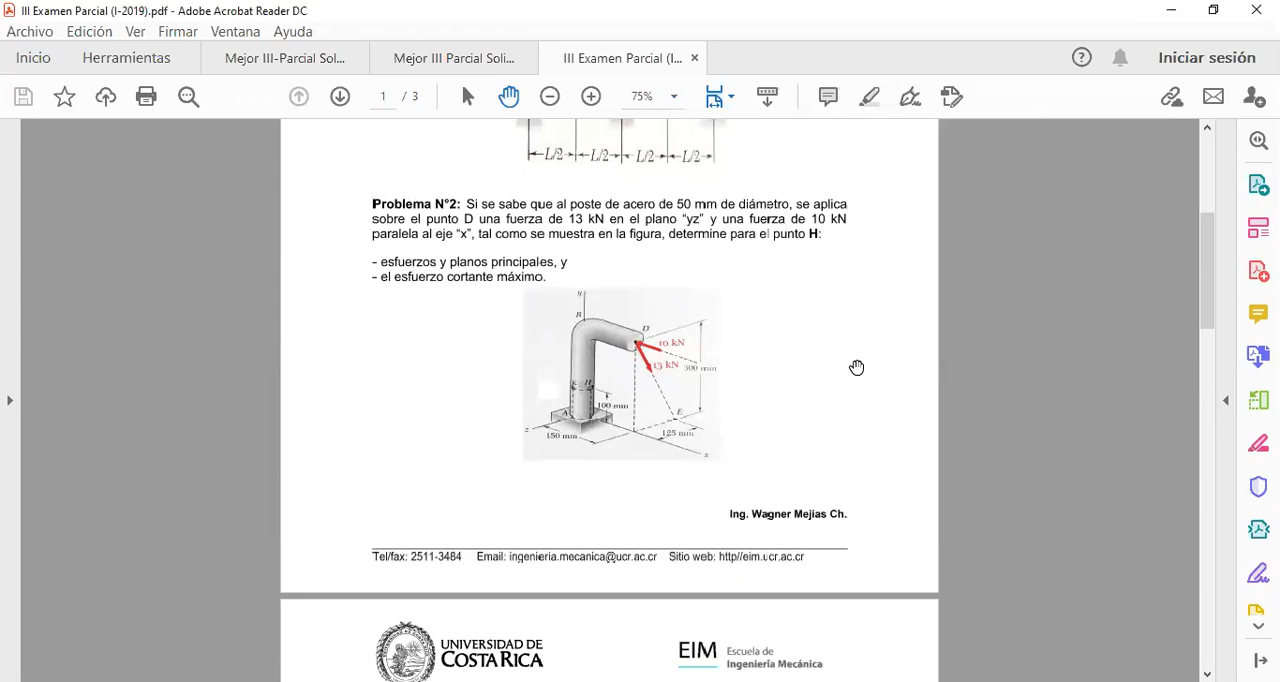 III Examen Parcial (I-2019).pdf - Adobe Acrobat Reader DC
Archivo Edición Ver Firmar Ventana Ayuda
Inicio Herramientas Mejor III-Parcial Sol... Mejor III Parcial Soli... III Examen Parcial (I... × Iniciar sesión
1 / 3 75%
L/2 L/2 L/2 L/2
Problema N°2: Si se sabe que al poste de acero de 50 mm de diámetro, se aplica
sobre el punto D una fuerza de 13 kN en el plano “yz” y una fuerza de 10 kN
paralela al eje “x”, tal como se muestra en la figura, determine para el punto H:
- esfuerzos y planos principales, y
- el esfuerzo cortante máximo.
y
B
D
10 kN
13 kN
300 mm
H
100 mm
A
E
z
150 mm
125 mm
Ing. Wagner Mejías Ch.
Tel/fax: 2511-3484 Email: ingenieria.mecanica@ucr.ac.cr Sitio web: http//eim.ucr.ac.cr
UNIVERSIDAD DE
COSTA RICA
EIM
Escuela de
Ingeniería Mecánica